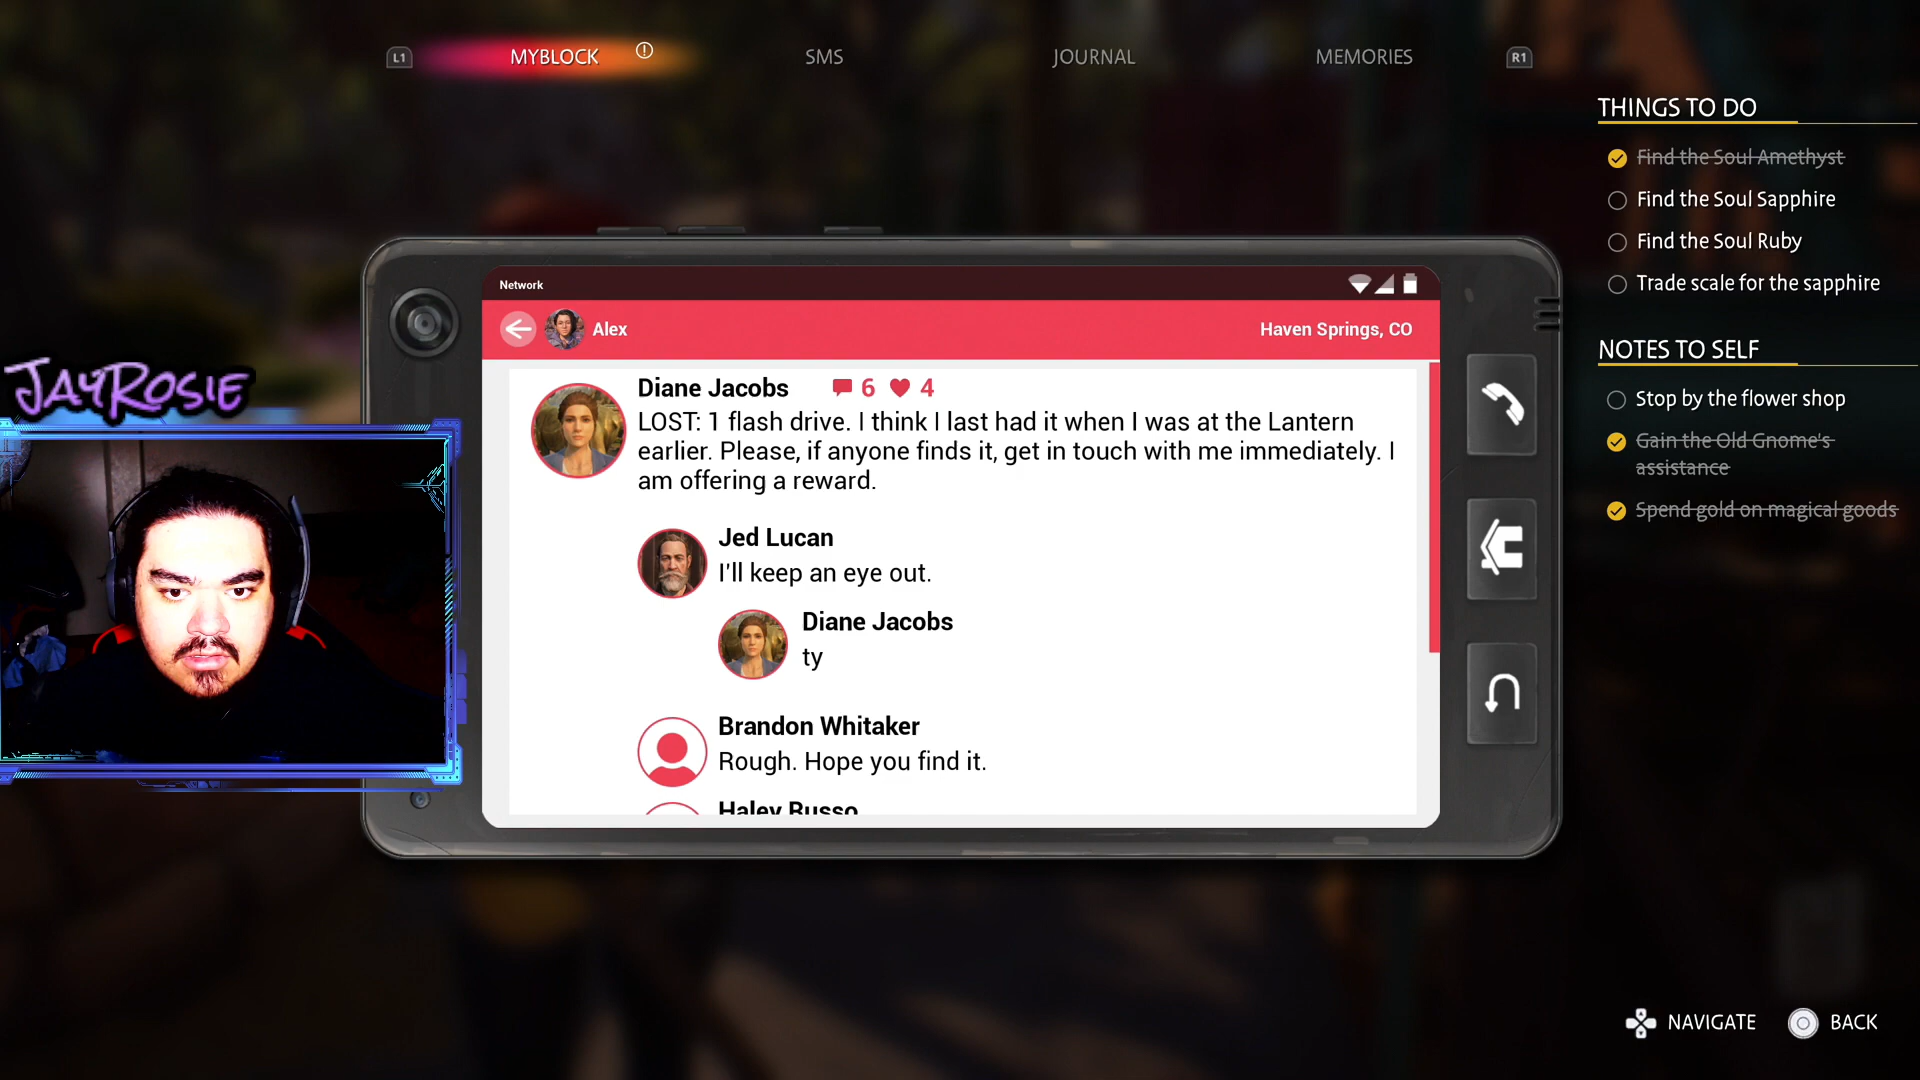 L1
MYBLOCK
SMS
JOURNAL
MEMORIES
R1
THINGS TO DO
Find the Soul Amethyst
Find the Soul Sapphire
Find the Soul Ruby
Trade scale for the sapphire
NOTES TO SELF
Stop by the flower shop
Gain the Old Gnome's
assistance
Spend gold on magical goods
JAYROSIE
Network
Alex
Haven Springs, CO
Diane Jacobs 6 4
LOST: 1 flash drive. I think I last had it when I was at the Lantern
earlier. Please, if anyone finds it, get in touch with me immediately. I
am offering a reward.
Jed Lucan
I'll keep an eye out.
Diane Jacobs
ty
Brandon Whitaker
Rough. Hope you find it.
Haley Russo
NAVIGATE
BACK